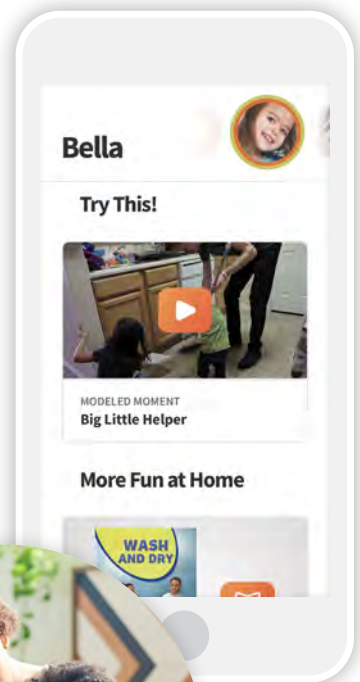 Bella
Try This!
MODELED MOMENT
Big Little Helper
More Fun at Home
WASH
AND DRY